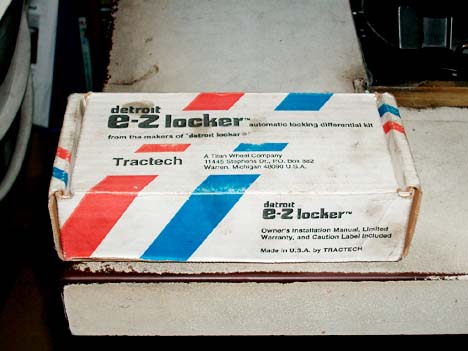 detroit
e-z locker™ automatic locking differential kit
from the makers of "detroit locker®"
Tractech
A Titan Wheel Company
11445 Stephens Dr., P.O. Box 882
Warren, Michigan 48090 U.S.A.
detroit
e-z locker™
Owner's Installation Manual, Limited
Warranty, and Caution Label Included
Made in U.S.A. by TRACTECH